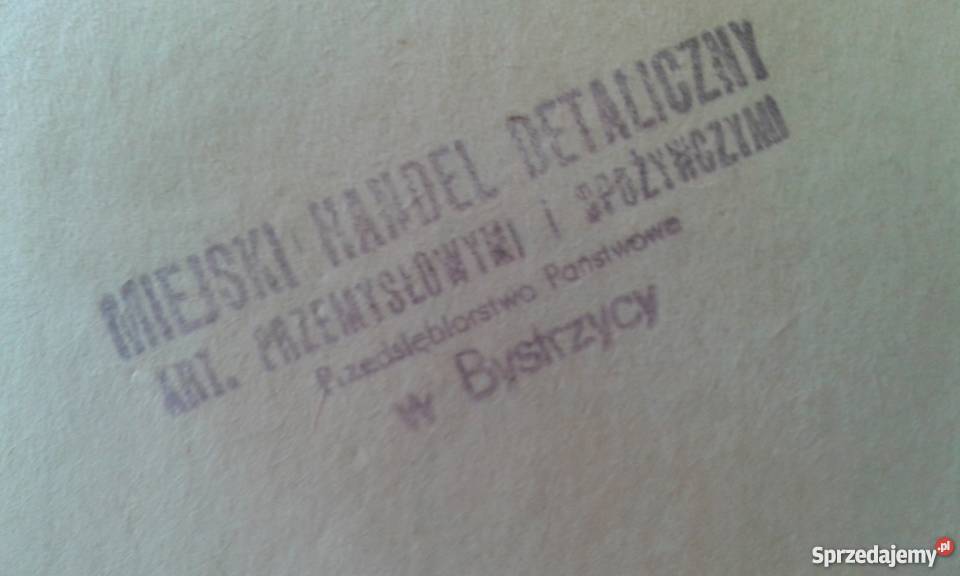 MIEJSKI HANDEL DETALICZNY
ART. PRZEMYSŁOWYMI i SPOŻYWCZYMI
Przedsiębiorstwo Państwowe
w Bystrzycy
Sprzedajemy.pl